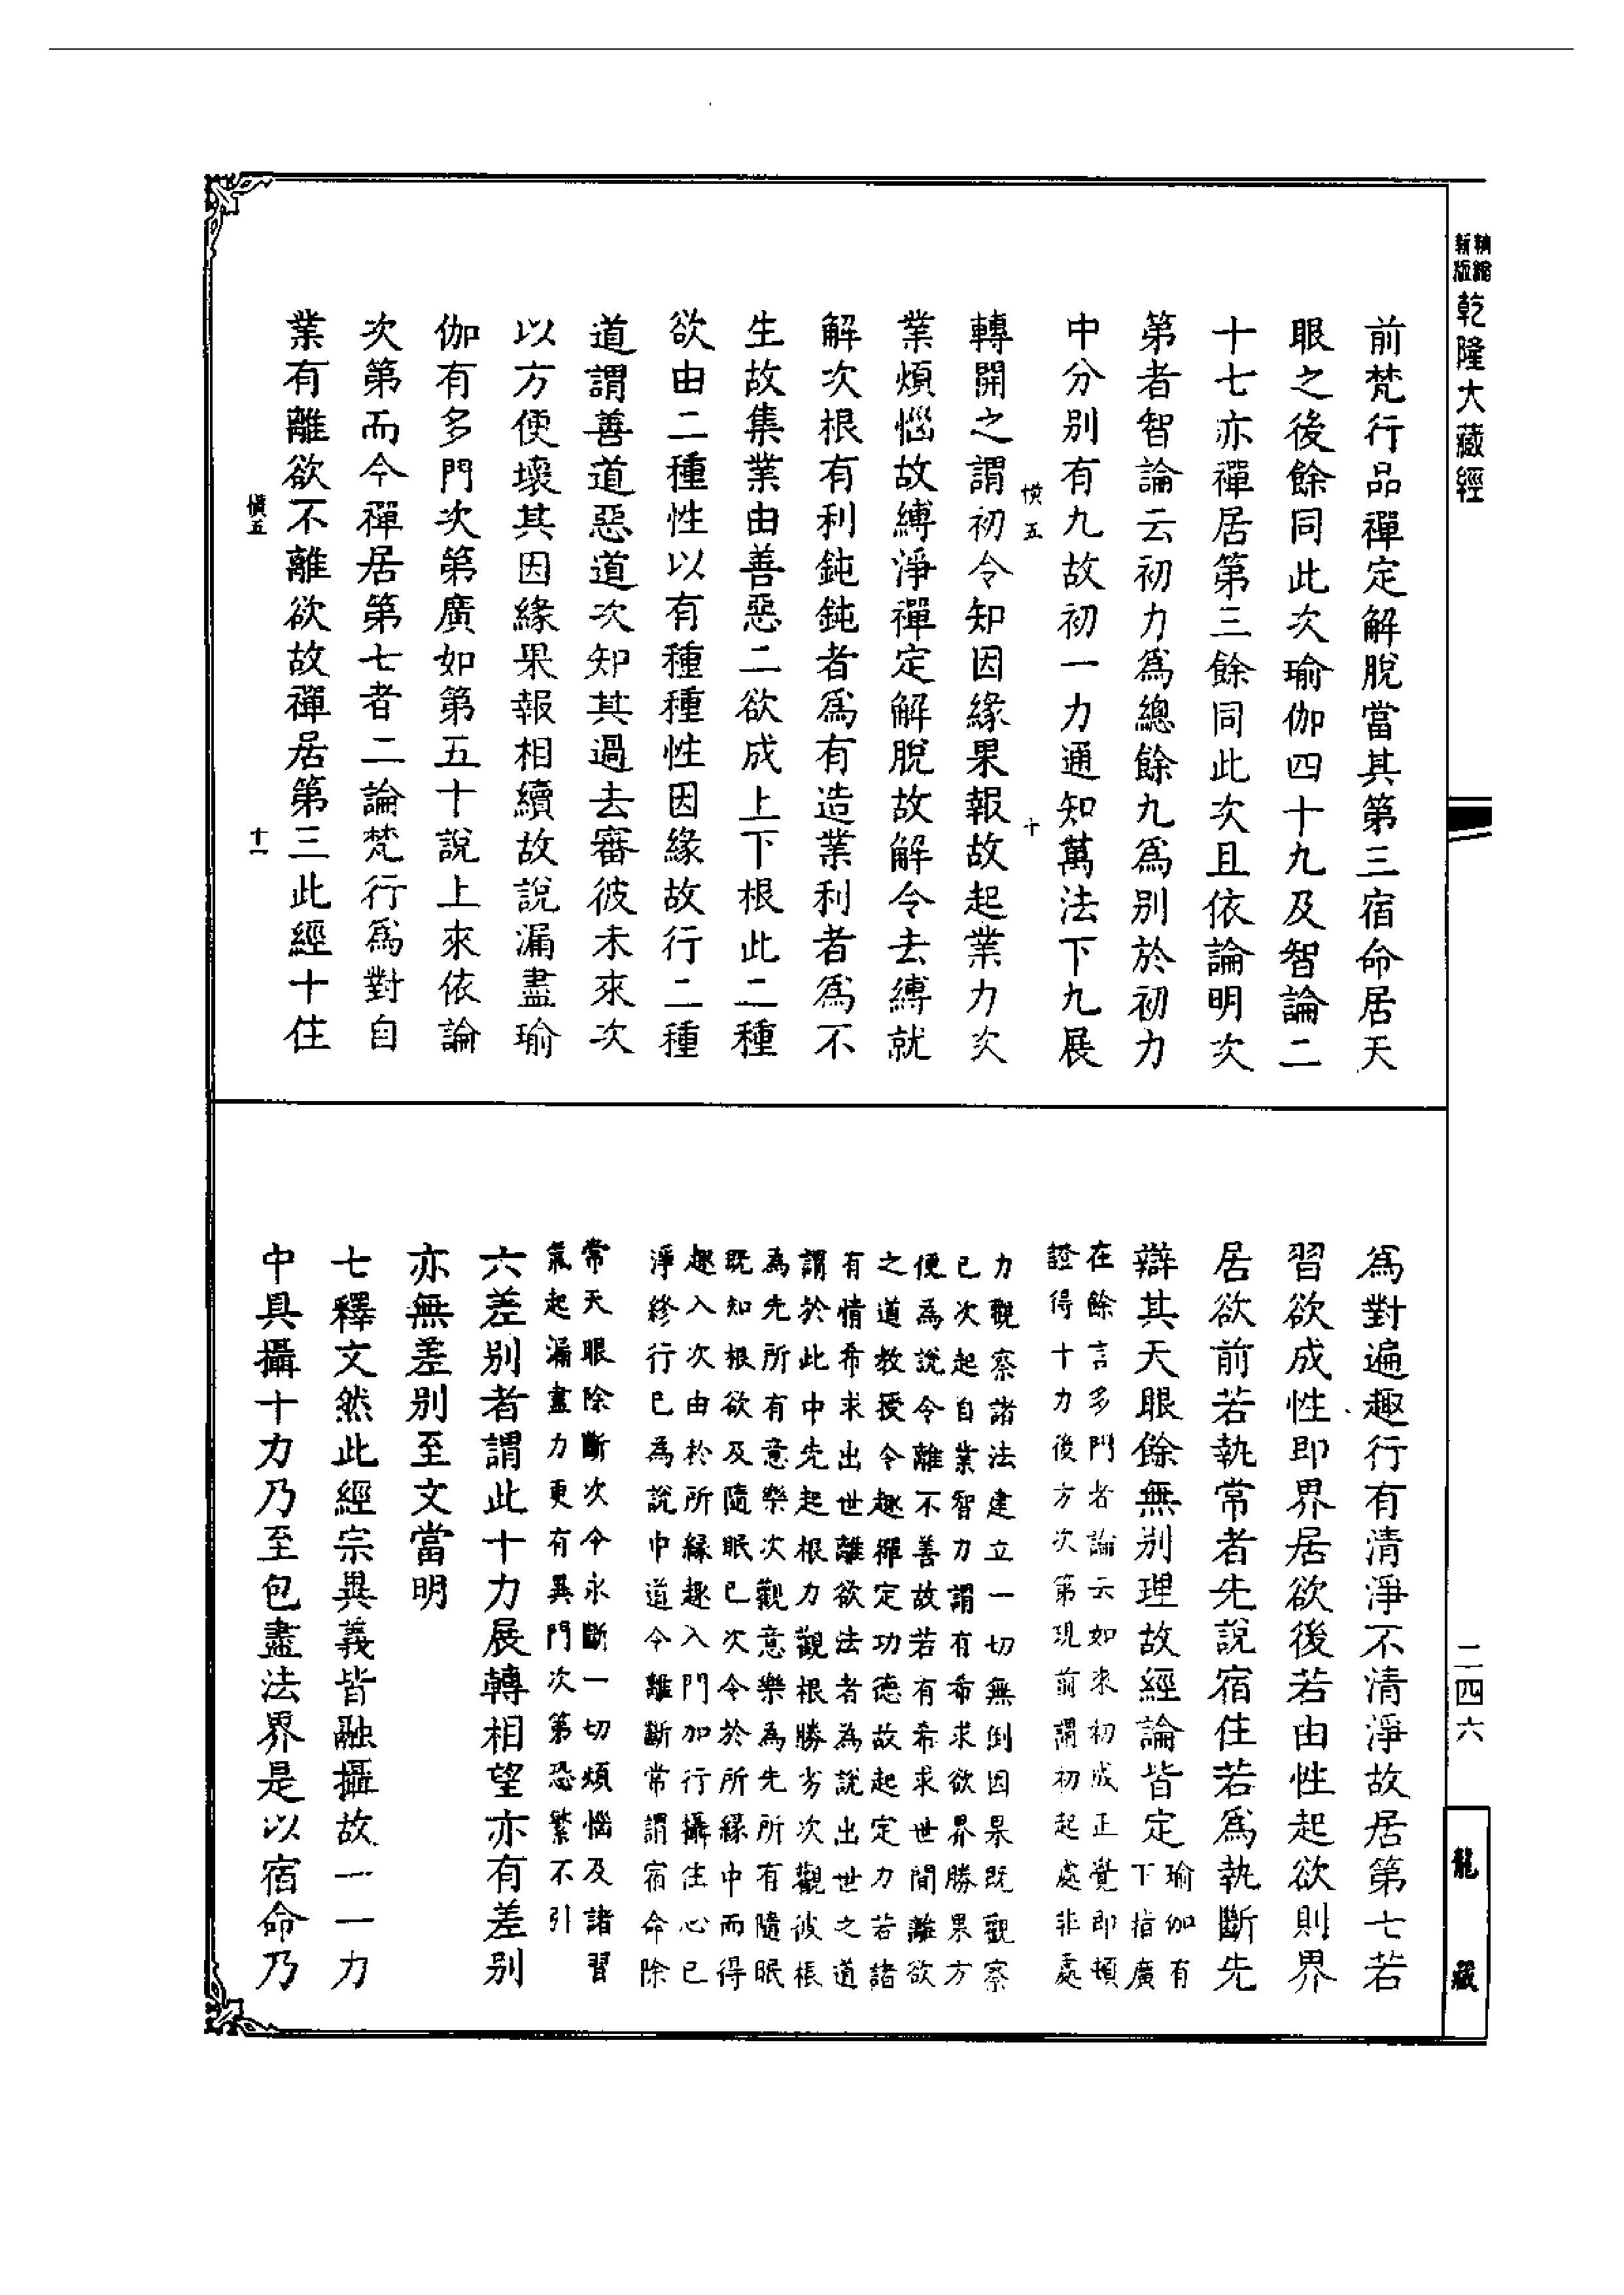 精縮新版
乾隆大藏經
前梵行品禪定解脫當其第三宿命居天
眼之後餘同此次瑜伽四十九及智論二
十七亦禪居第三餘同此次且依論明次
第者智論云初力爲總餘九爲別於初力
中分別有九故初一力通知萬法下九展
橫五 十
轉開之謂初令知因緣果報故起業力次
業煩惱故縛淨禪定解脫故解令去縛就
解次根有利鈍鈍者爲有造業利者爲不
生故集業由善惡二欲成上下根此二種
欲由二種性以有種種性因緣故行二種
道謂善道惡道次知其過去審彼未來次
以方便壞其因緣果報相續故說漏盡瑜
伽有多門次第廣如第五十說上來依論
次第而今禪居第七者二論梵行爲對自
業有離欲不離欲故禪居第三此經十住
橫五 十一
爲對遍趣行有清淨不清淨故居第七若
習欲成性即界居欲後若由性起欲則界
居欲前若執常者先說宿住若爲執斷先
辯其天眼餘無別理故經論皆定瑜伽有
下指廣
在餘言多門者論云如來初成正覺即頓
證得十力後方次第現前謂初起處非處
力觀察諸法建立一切無倒因果既觀察
已次起自業智力謂有希求欲界勝果方
便為說令離不善故若有希求世間離欲
之道教授令趣禪定功德故起定力若諸
有情希求出世離欲法者為說出世之道
謂於此中先起根力觀根勝劣次觀彼根
為先所有意樂次觀意樂為先所有隨眠
既知根欲及隨眠已次令於所緣中而得
趣入次由於所緣趣入門加行攝住心已
淨修行已為說中道令離斷常謂宿命除
常天眼除斷次令永斷一切煩惱及諸習
氣起漏盡力更有異門次第恐繁不引
六差別者謂此十力展轉相望亦有差別
亦無差別至文當明
七釋文然此經宗異義皆融攝故一一力
中具攝十力乃至包盡法界是以宿命乃
二四六
龍藏